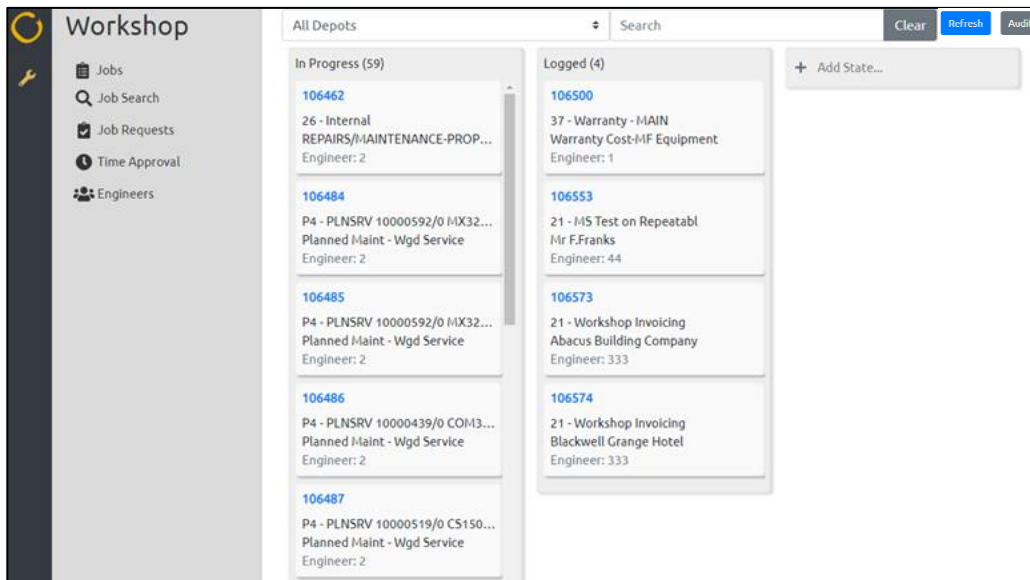 Workshop
Jobs
Job Search
Job Requests
Time Approval
Engineers
All Depots
Search
Clear
Refresh
Audit
In Progress (59)
106462
26 - Internal
REPAIRS/MAINTENANCE-PROP...
Engineer: 2
106484
P4 - PLNSRV 10000592/0 MX32...
Planned Maint - Wgd Service
Engineer: 2
106485
P4 - PLNSRV 10000592/0 MX32...
Planned Maint - Wgd Service
Engineer: 2
106486
P4 - PLNSRV 10000439/0 COM3...
Planned Maint - Wgd Service
Engineer: 2
106487
P4 - PLNSRV 10000519/0 CS150...
Planned Maint - Wgd Service
Engineer: 2
Logged (4)
106500
37 - Warranty - MAIN
Warranty Cost-MF Equipment
Engineer: 1
106553
21 - MS Test on Repeatabl
Mr F.Franks
Engineer: 44
106573
21 - Workshop Invoicing
Abacus Building Company
Engineer: 333
106574
21 - Workshop Invoicing
Blackwell Grange Hotel
Engineer: 333
+ Add State...